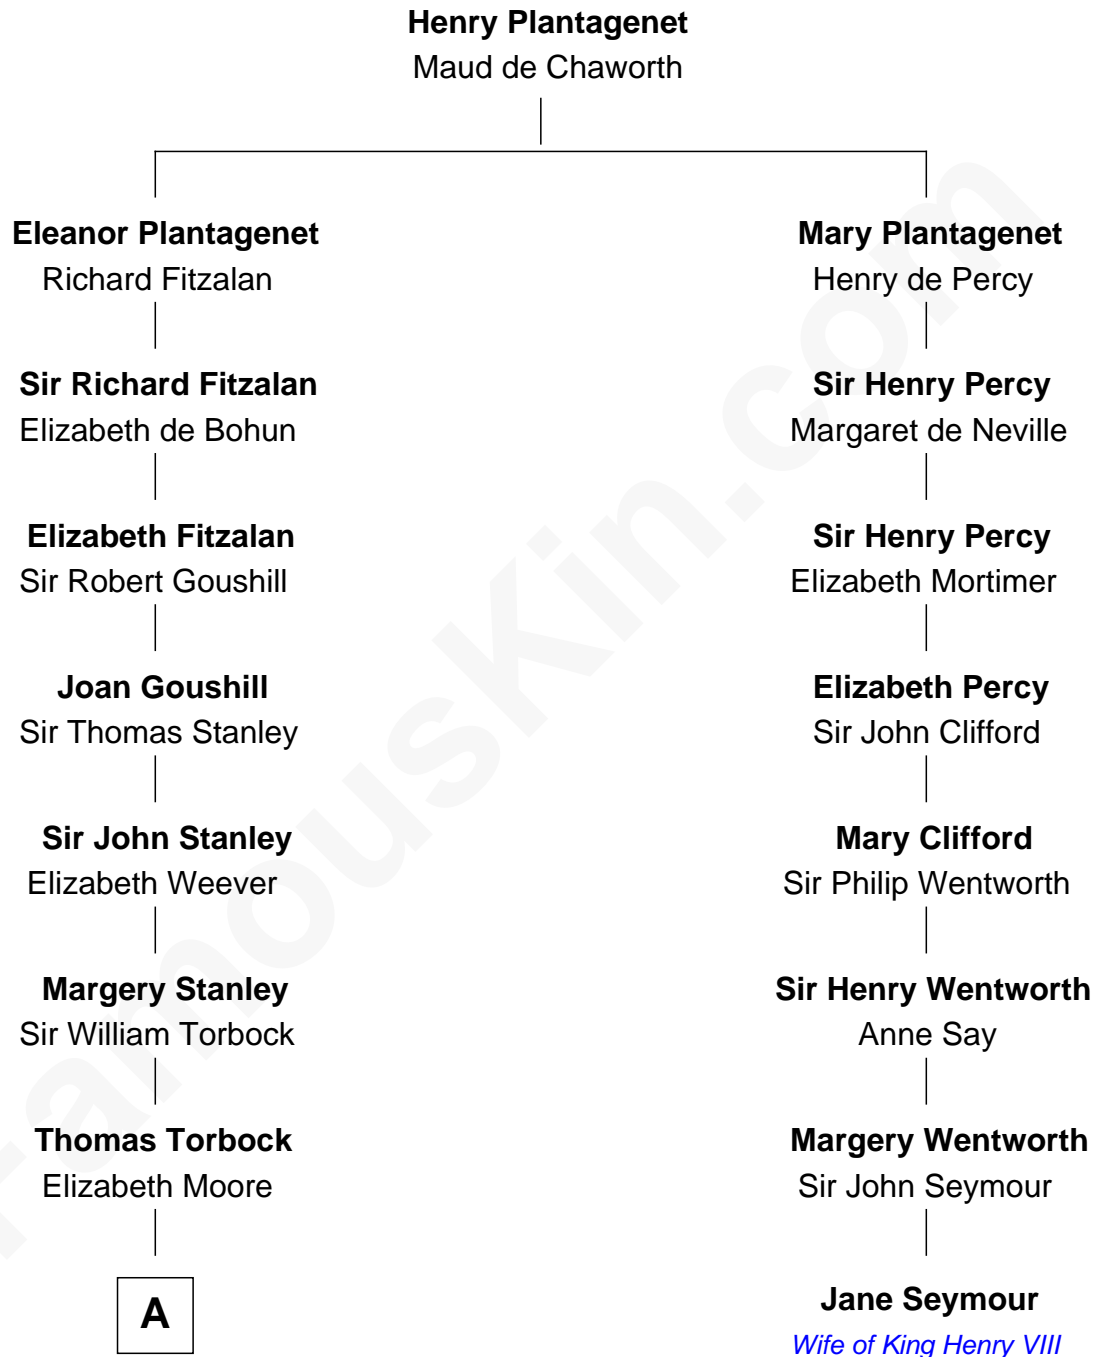 Henry Plantagenet
Maud de Chaworth
Eleanor Plantagenet
Richard Fitzalan
Mary Plantagenet
Henry de Percy
Sir Richard Fitzalan
Elizabeth de Bohun
Sir Henry Percy
Margaret de Neville
Elizabeth Fitzalan
Sir Robert Goushill
Sir Henry Percy
Elizabeth Mortimer
Joan Goushill
Sir Thomas Stanley
Elizabeth Percy
Sir John Clifford
Sir John Stanley
Elizabeth Weever
Mary Clifford
Sir Philip Wentworth
Margery Stanley
Sir William Torbock
Sir Henry Wentworth
Anne Say
Thomas Torbock
Elizabeth Moore
Margery Wentworth
Sir John Seymour
A
Jane Seymour
Wife of King Henry VIII
FamousKin.com